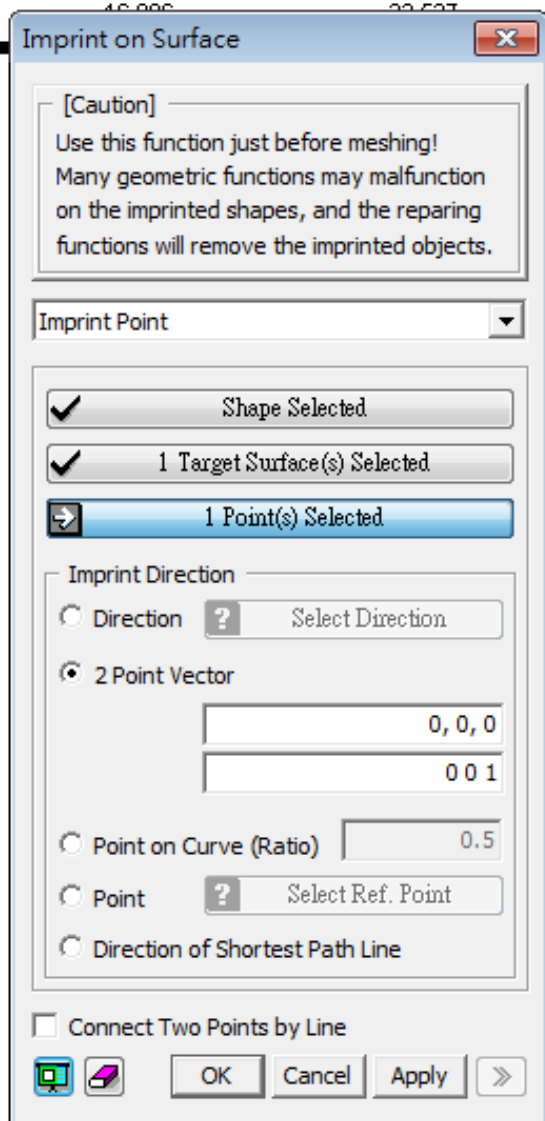 Imprint on Surface
[Caution]
Use this function just before meshing!
Many geometric functions may malfunction
on the imprinted shapes, and the reparing
functions will remove the imprinted objects.
Imprint Point
Shape Selected
1 Target Surface(s) Selected
1 Point(s) Selected
Imprint Direction
Direction ? Select Direction
2 Point Vector
0, 0, 0
0 0 1
Point on Curve (Ratio) 0.5
Point ? Select Ref. Point
Direction of Shortest Path Line
Connect Two Points by Line
OK Cancel Apply